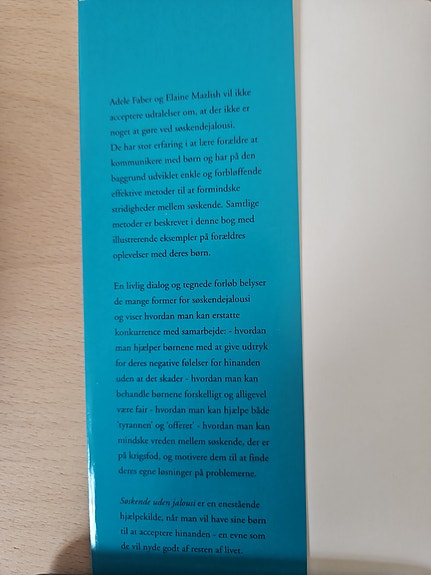 Adele Faber og Elaine Mazlish vil ikke
acceptere udtalelser om, at der ikke er
noget at gøre ved søskendejalousi.
De har stor erfaring i at lære forældre at
kommunikere med børn og har på den
baggrund udviklet enkle og forbløffende
effektive metoder til at formindske
stridigheder mellem søskende. Samtlige
metoder er beskrevet i denne bog med
illustrerende eksempler på forældres
oplevelser med deres børn.

En livlig dialog og tegnede forløb belyser
de mange former for søskendejalousi
og viser hvordan man kan erstatte
konkurrence med samarbejde: - hvordan
man hjælper børnene med at give udtryk
for deres negative følelser for hinanden
uden at det skader - hvordan man kan
behandle børnene forskelligt og alligevel
være fair - hvordan man kan hjælpe både
'tyrannen' og 'offeret' - hvordan man kan
mindske vreden mellem søskende, der er
på krigsfod, og motivere dem til at finde
deres egne løsninger på problemerne.

Søskende uden jalousi er en enestående
hjælpekilde, når man vil have sine børn
til at acceptere hinanden - en evne som
de vil nyde godt af resten af livet.